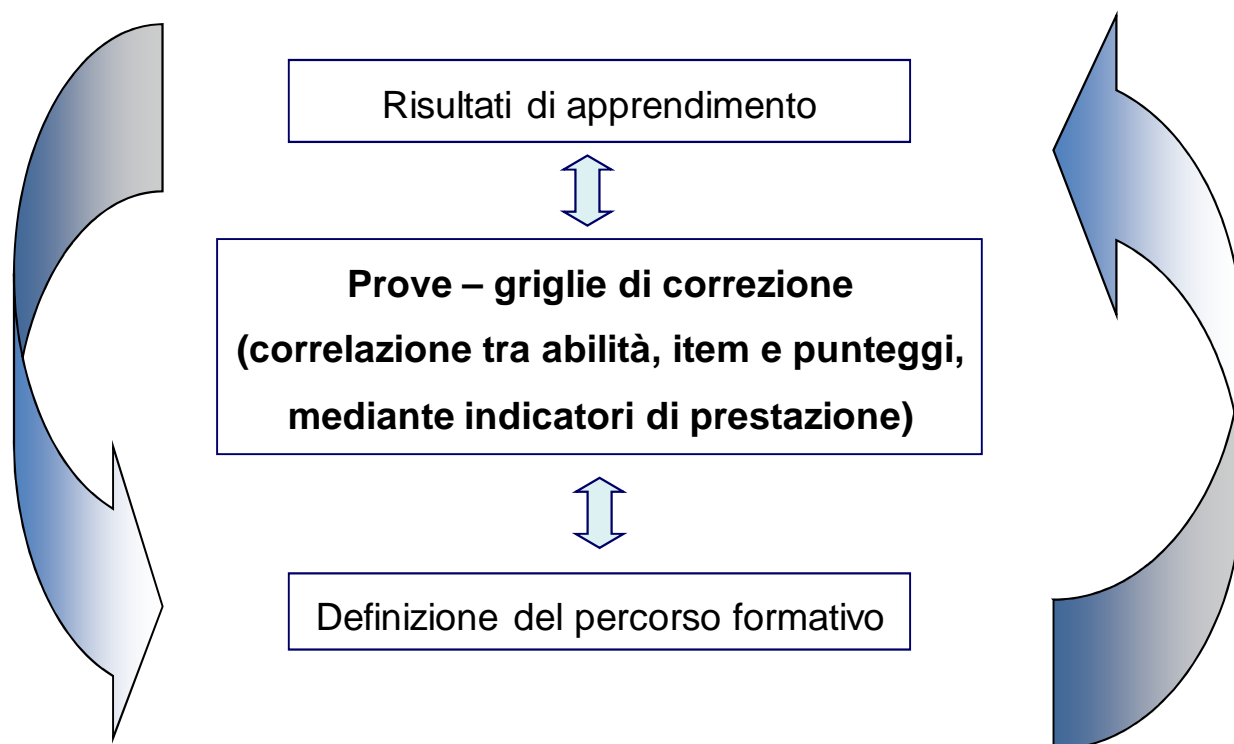 Risultati di apprendimento
Prove – griglie di correzione
(correlazione tra abilità, item e punteggi,
mediante indicatori di prestazione)
Definizione del percorso formativo